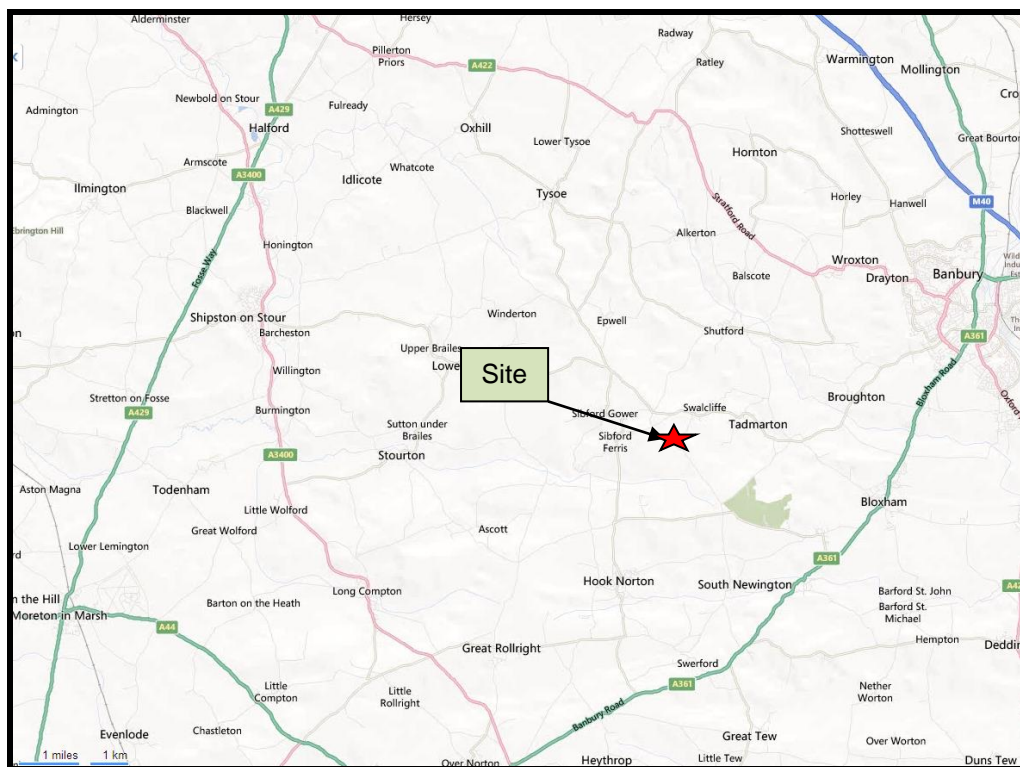 Alderminster
Hersey
Radway
Pillerton
Priors
A422
Ratley
Warmington
Mollington
Newbold on Stour
Fulready
Admington
A429
Halford
Oxhill
Lower Tysoe
Shotteswell
Great Bourton
Hornton
Armscote
A3400
Whatcote
Idlicote
Ilmington
Tysoe
Blackwell
Horley
Hanwell
M40
Stratford Road
Ebrington Hill
Honington
Alkerton
Fosse Way
Wroxton
Drayton
Banbury
Balscote
Shipston on Stour
Winderton
Epwell
Barcheston
Shutford
A361
Upper Brailes
Lowe
Site
Willington
Bloxham Road
Stretton on Fosse
A429
Burmington
Broughton
Swalcliffe
Sibford Gower
Tadmarton
Sutton under
Brailes
Sibford
Ferris
Stourton
A3400
Aston Magna
Todenham
Little Wolford
Bloxham
Great Wolford
Ascott
Lower Lemington
A361
Hook Norton
South Newington
n the Hill
Moreton in Marsh
Long Compton
Barton on the Heath
Barford St. John
Barford St.
Michael
A44
Hempton
Great Rollright
Swerford
A361
Little
Compton
Little
Rollright
Nether
Worton
Banbury Road
Evenlode
Chastleton
Great Tew
Over Worton
1 miles
1 km
Over Norton
Heythrop
Little Tew
Duns Tew